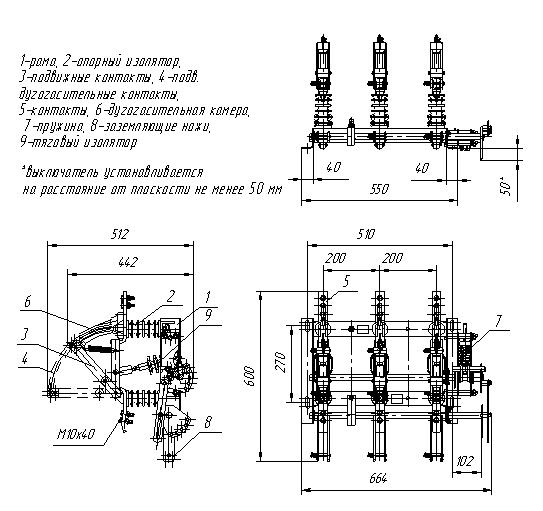 1-рама, 2-опорный изолятор,
3-подвижные контакты, 4-подв.
дугогасительные контакты,
5-контакты, 6-дугогасительная камера,
7-пружина, 8-заземляющие ножи,
9-тяговый изолятор
*выключатель устанавливается
на расстояние от плоскости не менее 50 мм
40
40
550
50*
512
442
6
2
1
9
3
4
M10x40
8
510
200
200
5
7
600
270
102
664